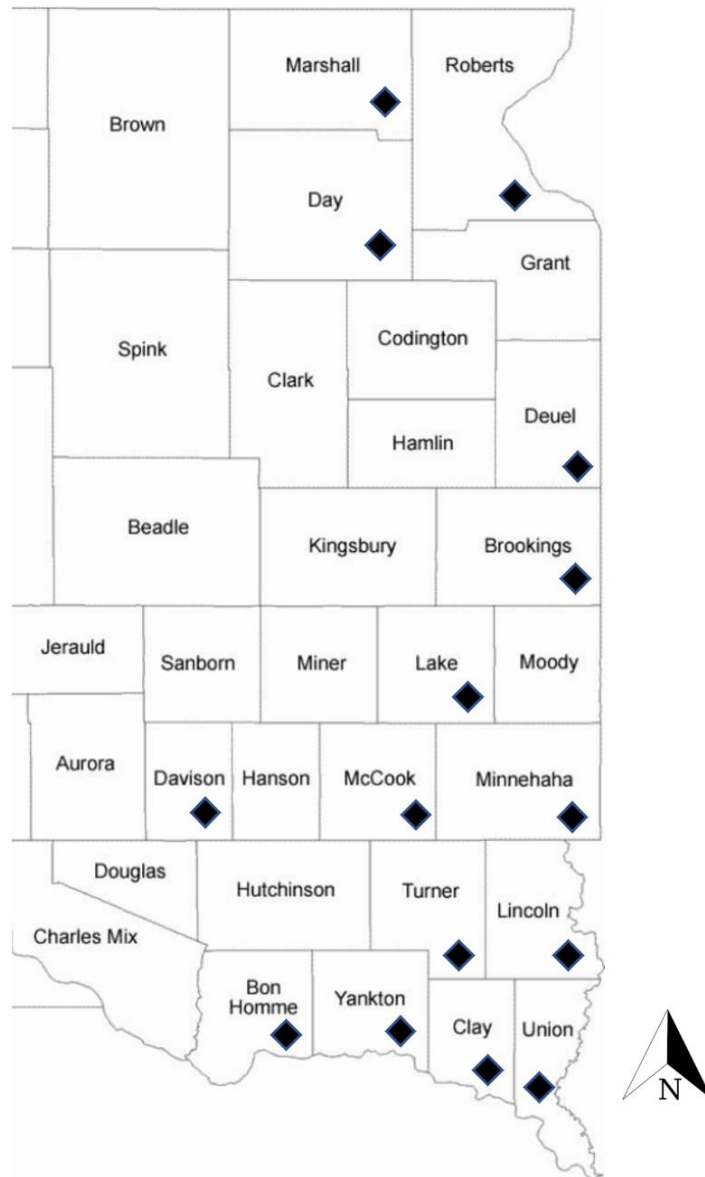 Marshall
Roberts
Brown
Day
Grant
Codington
Spink
Clark
Deuel
Hamlin
Beadle
Kingsbury
Brookings
Jerauld
Sanborn
Miner
Lake
Moody
Aurora
Davison
Hanson
McCook
Minnehaha
Douglas
Hutchinson
Turner
Lincoln
Charles Mix
Bon
Homme
Yankton
Clay
Union
N